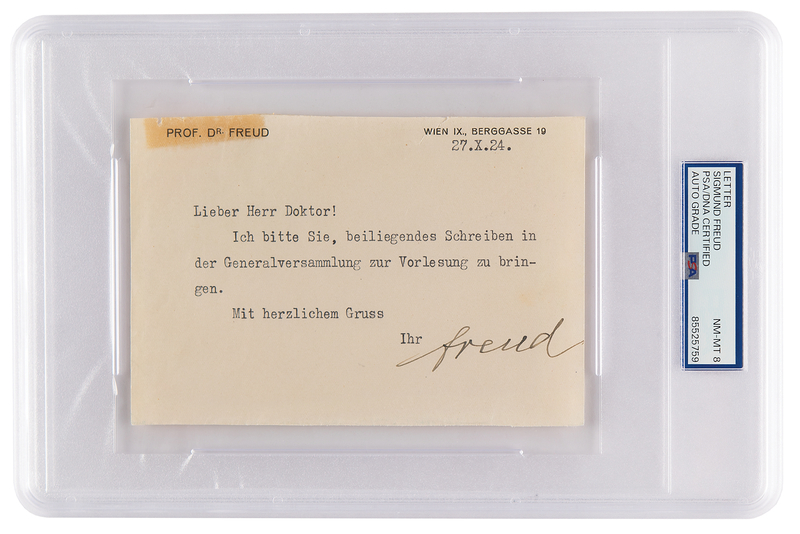 PROF. DR. FREUD
WIEN IX., BERGGASSE 19
27.X.24.
Lieber Herr Doktor!
Ich bitte Sie, beiliegendes Schreiben in
der Generalversammlung zur Vorlesung zu brin-
gen.
Mit herzlichem Gruss
Ihr freud
LETTER
SIGMUND FREUD
PSA/DNA CERTIFIED
AUTO GRADE
NM-MT 8
85525759
PSA